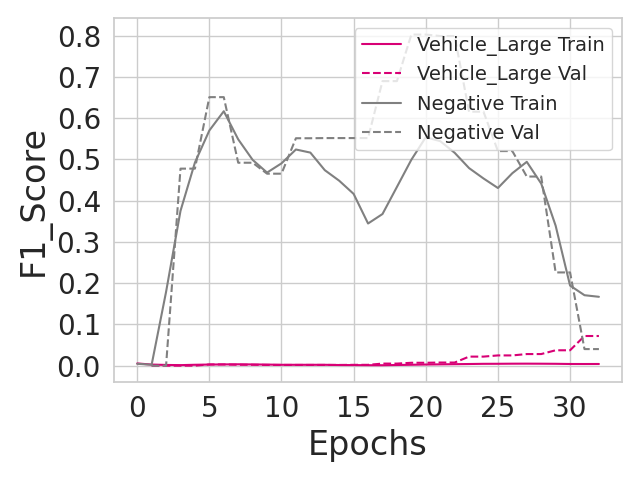 0.8
0.7
0.6
0.5
0.4
0.3
0.2
0.1
0.0
F1_Score
0 5 10 15 20 25 30
Epochs
Vehicle_Large Train
Vehicle_Large Val
Negative Train
Negative Val